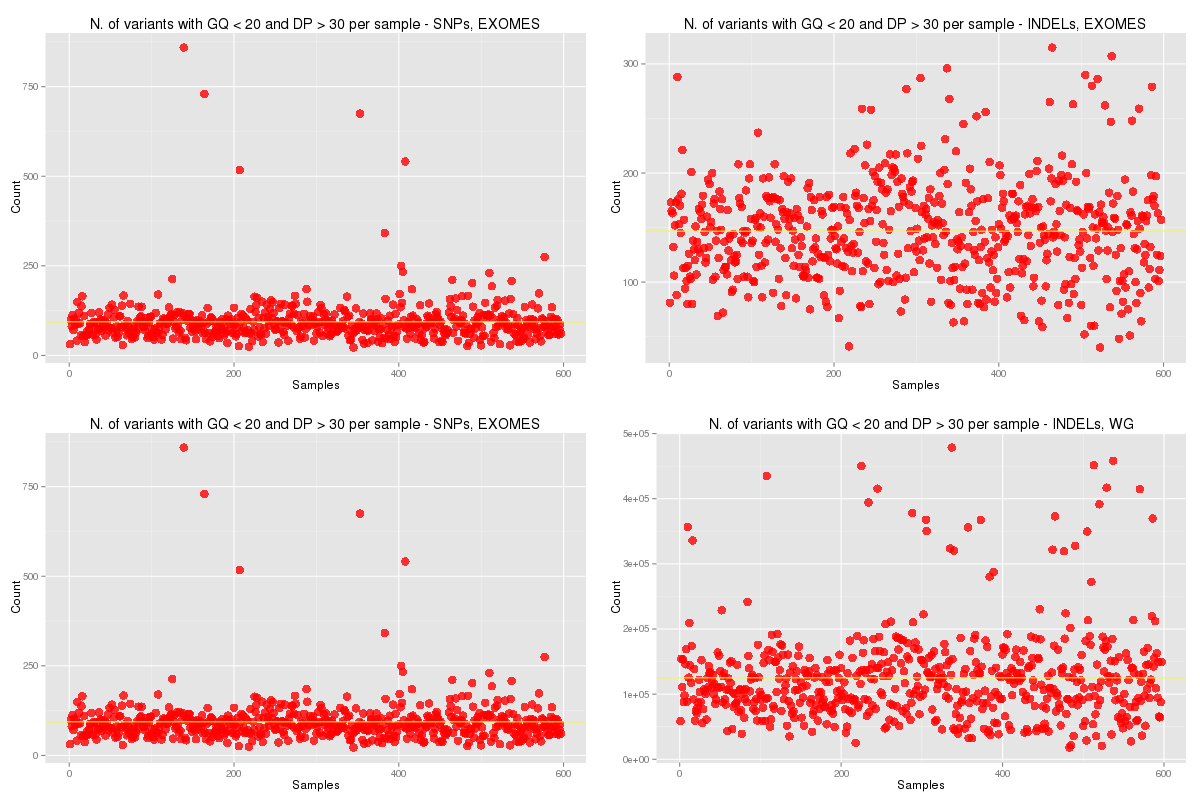 N. of variants with GQ < 20 and DP > 30 per sample - SNPs, EXOMES
750
500
250
0
Count
0 200 400 600
Samples
N. of variants with GQ < 20 and DP > 30 per sample - INDELs, EXOMES
300
200
100
Count
0 200 400 600
Samples
N. of variants with GQ < 20 and DP > 30 per sample - SNPs, EXOMES
750
500
250
0
Count
0 200 400 600
Samples
N. of variants with GQ < 20 and DP > 30 per sample - INDELs, WG
5e+05
4e+05
3e+05
2e+05
1e+05
0e+00
Count
0 200 400 600
Samples